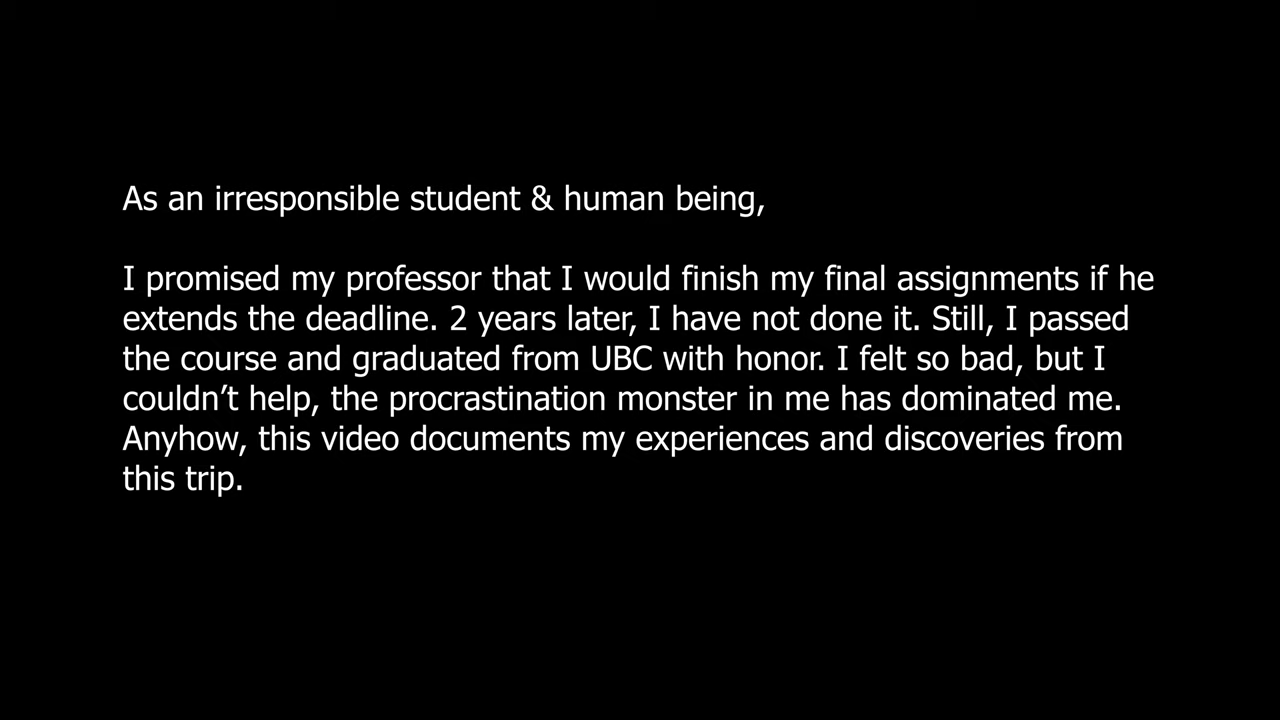 As an irresponsible student & human being,
I promised my professor that I would finish my final assignments if he
extends the deadline. 2 years later, I have not done it. Still, I passed
the course and graduated from UBC with honor. I felt so bad, but I
couldn’t help, the procrastination monster in me has dominated me.
Anyhow, this video documents my experiences and discoveries from
this trip.